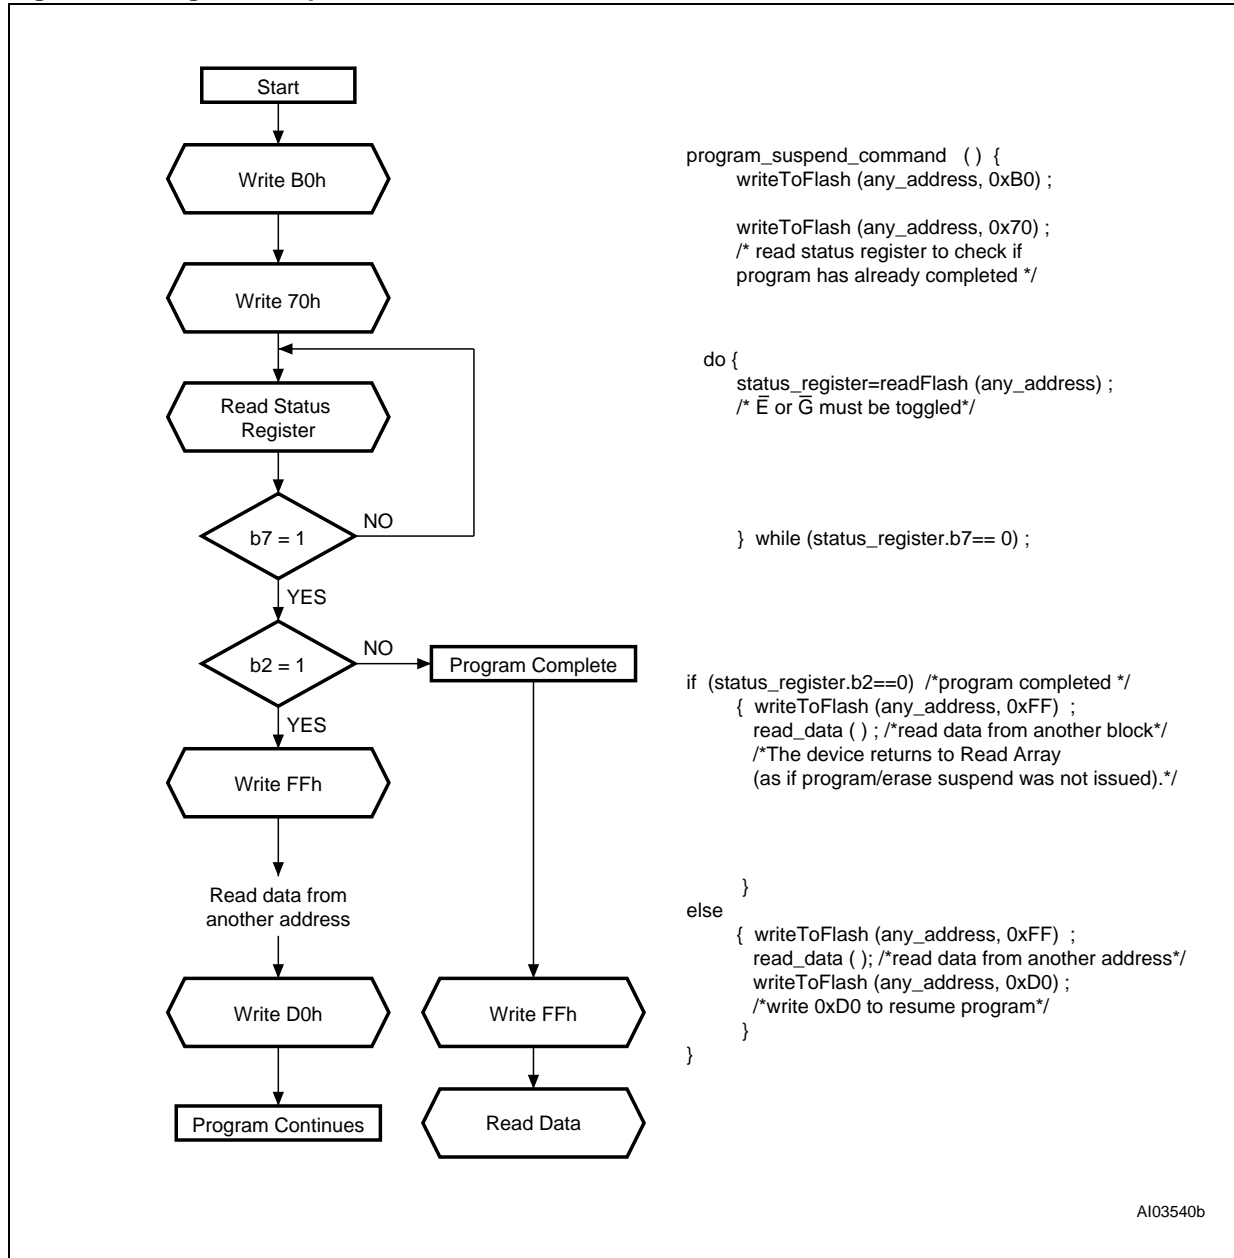 Start
Write B0h
Write 70h
Read Status
Register
b7 = 1
NO
YES
b2 = 1
NO
Program Complete
YES
Write FFh
Read data from
another address
Write D0h
Write FFh
Program Continues
Read Data
program_suspend_command ( ) {
writeToFlash (any_address, 0xB0) ;
writeToFlash (any_address, 0x70) ;
/* read status register to check if
program has already completed */
do {
status_register=readFlash (any_address) ;
/* E̅ or G̅ must be toggled*/
} while (status_register.b7== 0) ;
if (status_register.b2==0) /*program completed */
{ writeToFlash (any_address, 0xFF) ;
read_data ( ) ; /*read data from another block*/
/*The device returns to Read Array
(as if program/erase suspend was not issued).*/
}
else
{ writeToFlash (any_address, 0xFF) ;
read_data ( ); /*read data from another address*/
writeToFlash (any_address, 0xD0) ;
/*write 0xD0 to resume program*/
}
}
AI03540b